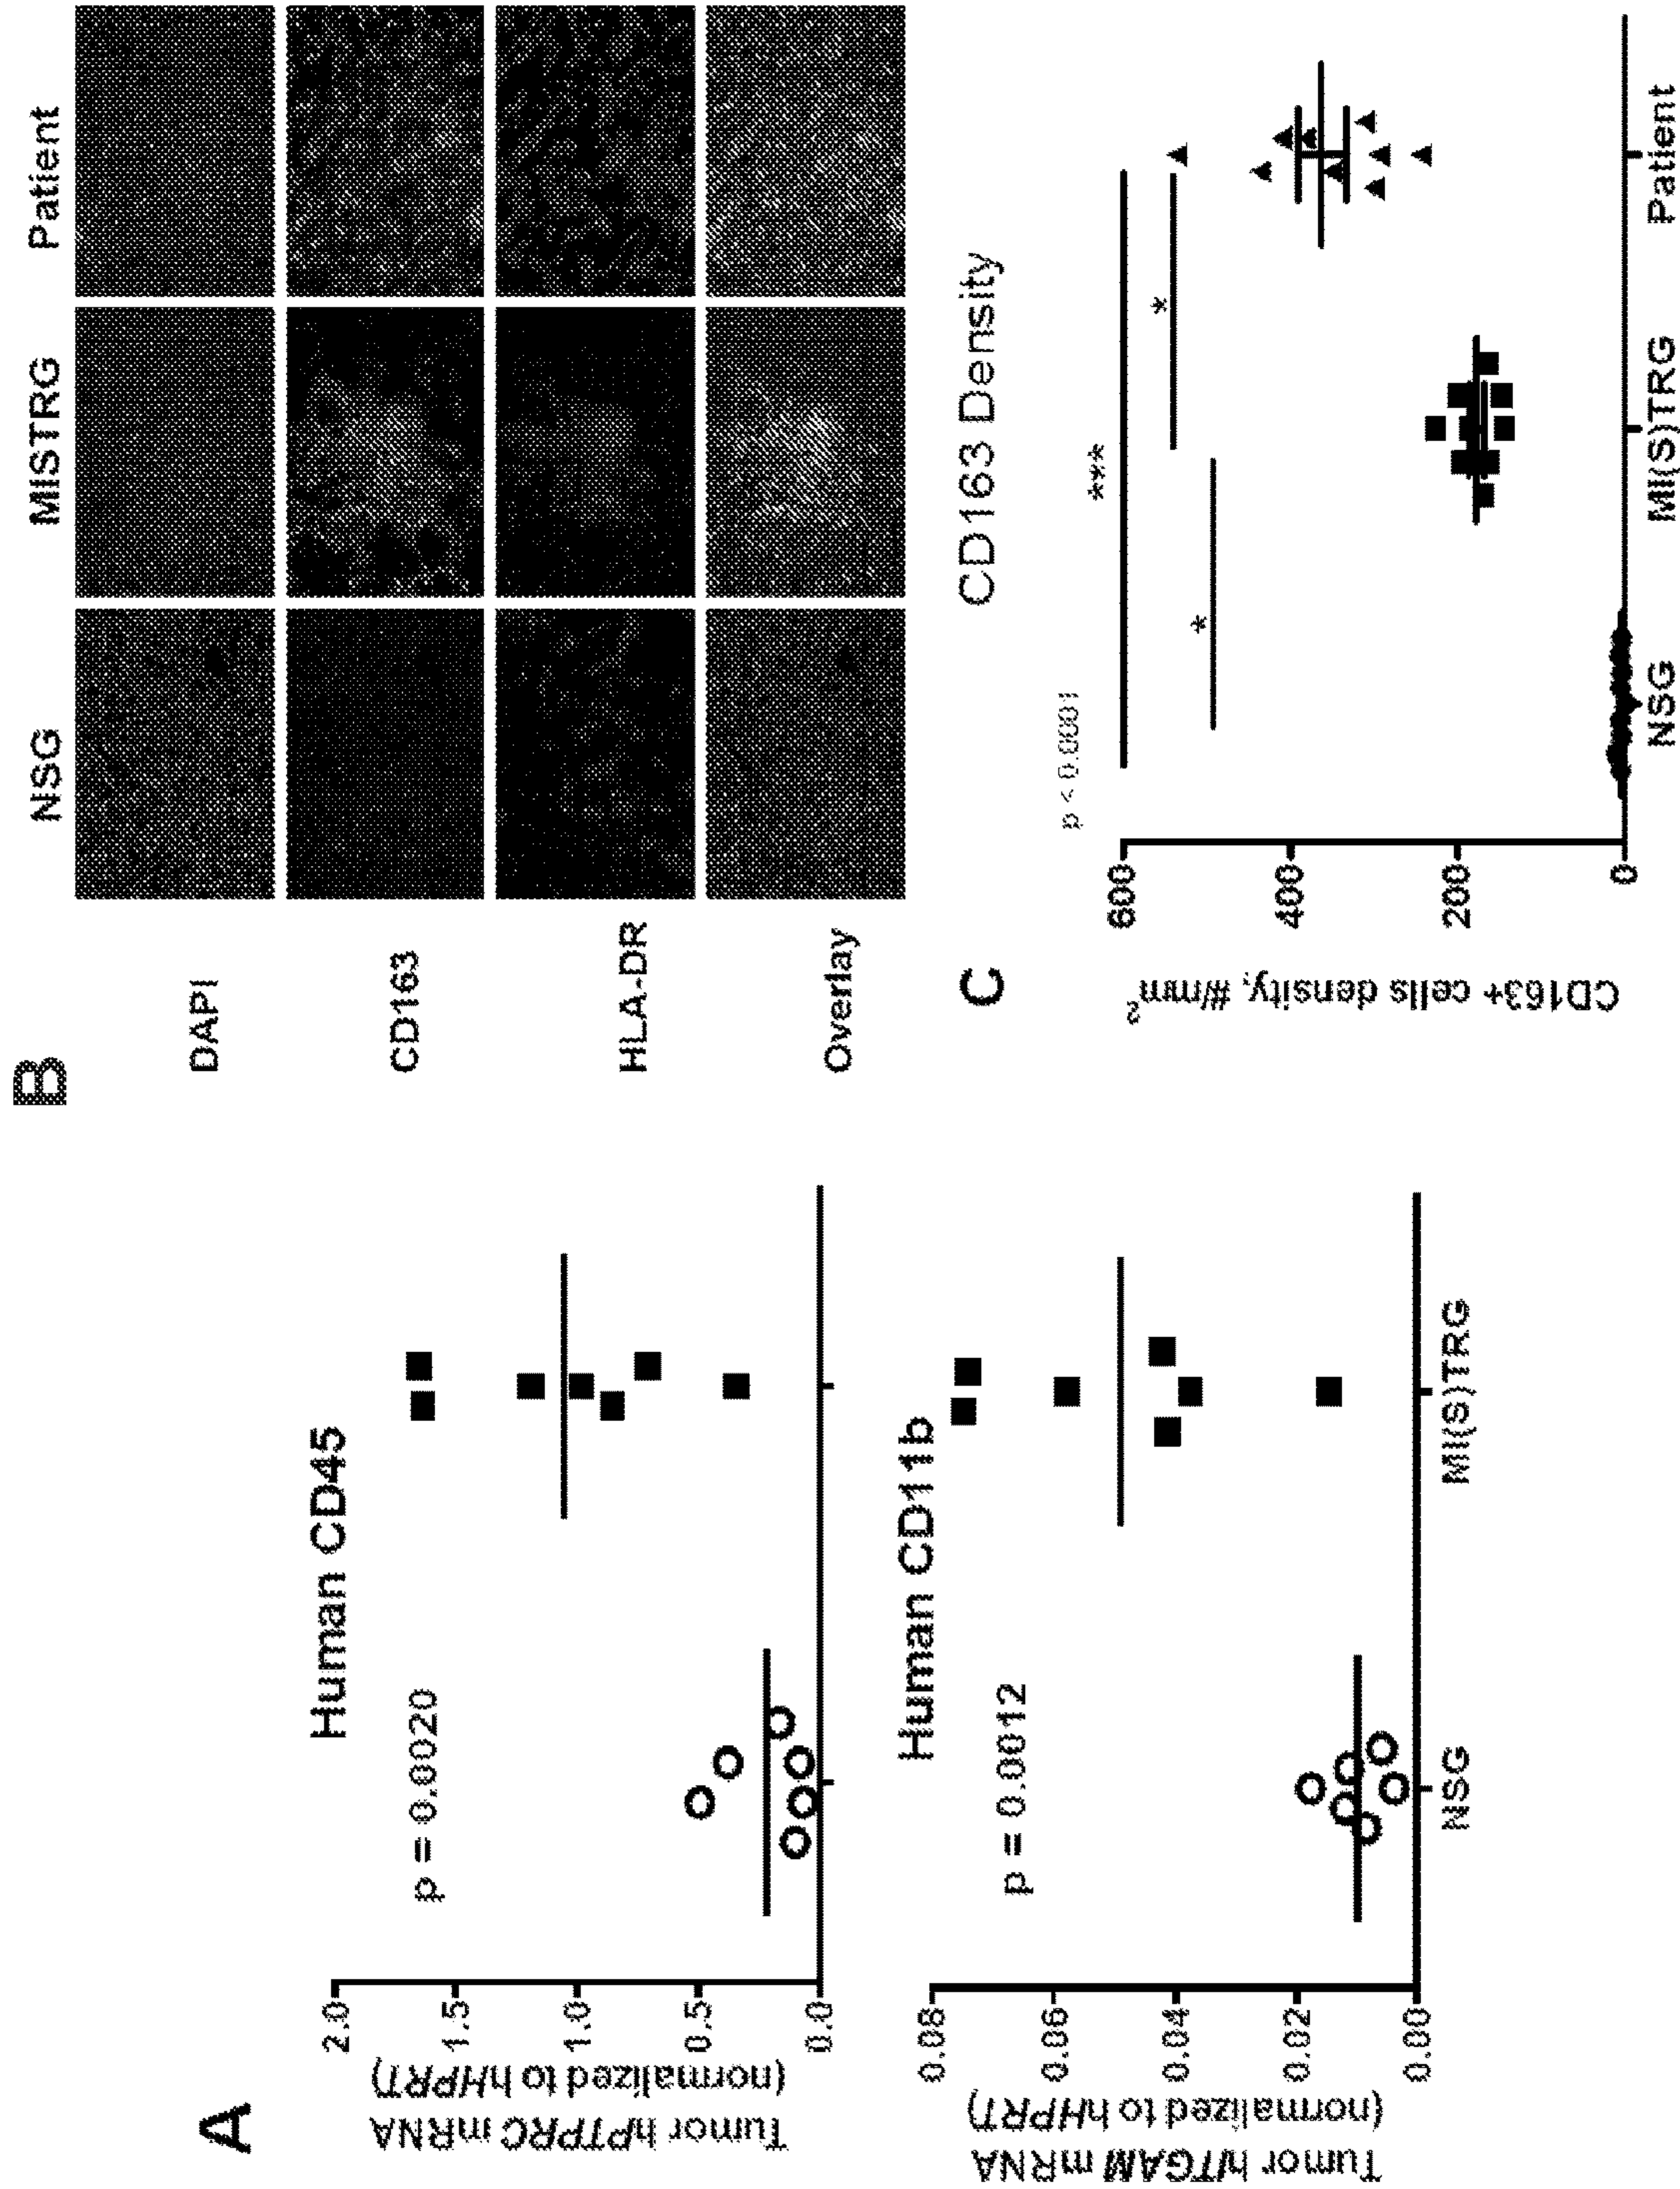 A
Human CD45
p = 0.0020
Tumor hPTPRC mRNA
(normalized to hHPRT)
2.0
1.5
1.0
0.5
0.0
Human CD11b
p = 0.0012
Tumor hITGAM mRNA
(normalized to hHPRT)
0.08
0.06
0.04
0.02
0.00
NSG
MI(S)TRG
B
NSG
MISTRG
Patient
DAPI
CD163
HLA-DR
Overlay
C
CD163 Density
p < 0.0001
***
*
*
CD163+ cells density, #/mm²
600
400
200
0
NSG
MI(S)TRG
Patient